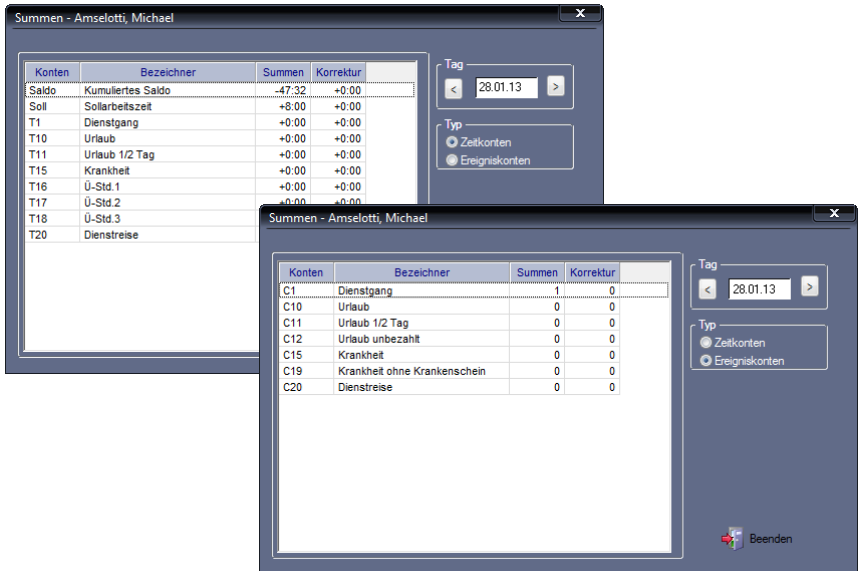 Summen - Amselotti, Michael
x
Konten Bezeichner Summen Korrektur
Saldo Kumuliertes Saldo -47:32 +0:00
Soll Sollarbeitszeit +8:00 +0:00
T1 Dienstgang +0:00 +0:00
T10 Urlaub +0:00 +0:00
T11 Urlaub 1/2 Tag +0:00 +0:00
T15 Krankheit +0:00 +0:00
T16 Ü-Std.1 +0:00 +0:00
T17 Ü-Std.2 +0:00 +0:00
T18 Ü-Std.3
T20 Dienstreise
Tag
< 28.01.13 >
Typ
Zeitkonten
Ereigniskonten
Summen - Amselotti, Michael
x
Konten Bezeichner Summen Korrektur
C1 Dienstgang 1 0
C10 Urlaub 0 0
C11 Urlaub 1/2 Tag 0 0
C12 Urlaub unbezahlt 0 0
C15 Krankheit 0 0
C19 Krankheit ohne Krankenschein 0 0
C20 Dienstreise 0 0
Tag
< 28.01.13 >
Typ
Zeitkonten
Ereigniskonten
Beenden